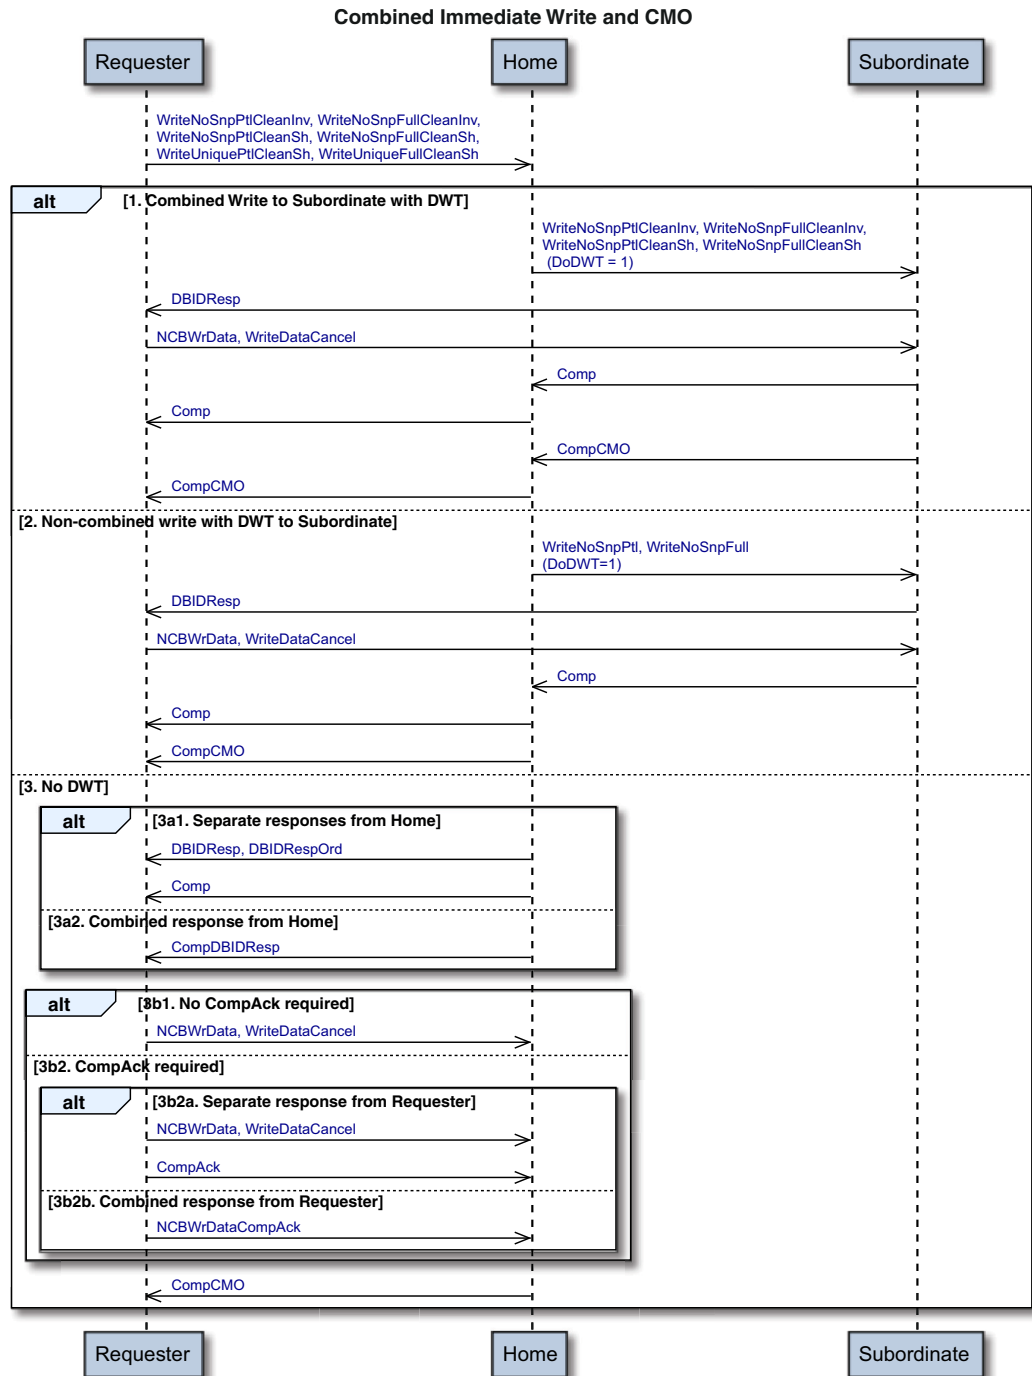 Combined Immediate Write and CMO
Requester
Home
Subordinate
WriteNoSnpPtlCleanInv, WriteNoSnpFullCleanInv,
WriteNoSnpPtlCleanSh, WriteNoSnpFullCleanSh,
WriteUniquePtlCleanSh, WriteUniqueFullCleanSh
alt
[1. Combined Write to Subordinate with DWT]
WriteNoSnpPtlCleanInv, WriteNoSnpFullCleanInv,
WriteNoSnpPtlCleanSh, WriteNoSnpFullCleanSh
(DoDWT = 1)
DBIDResp
NCBWrData, WriteDataCancel
Comp
Comp
CompCMO
CompCMO
[2. Non-combined write with DWT to Subordinate]
WriteNoSnpPtl, WriteNoSnpFull
(DoDWT=1)
DBIDResp
NCBWrData, WriteDataCancel
Comp
Comp
CompCMO
[3. No DWT]
alt
[3a1. Separate responses from Home]
DBIDResp, DBIDRespOrd
Comp
[3a2. Combined response from Home]
CompDBIDResp
alt
[3b1. No CompAck required]
NCBWrData, WriteDataCancel
[3b2. CompAck required]
alt
[3b2a. Separate response from Requester]
NCBWrData, WriteDataCancel
CompAck
[3b2b. Combined response from Requester]
NCBWrDataCompAck
CompCMO
Requester
Home
Subordinate